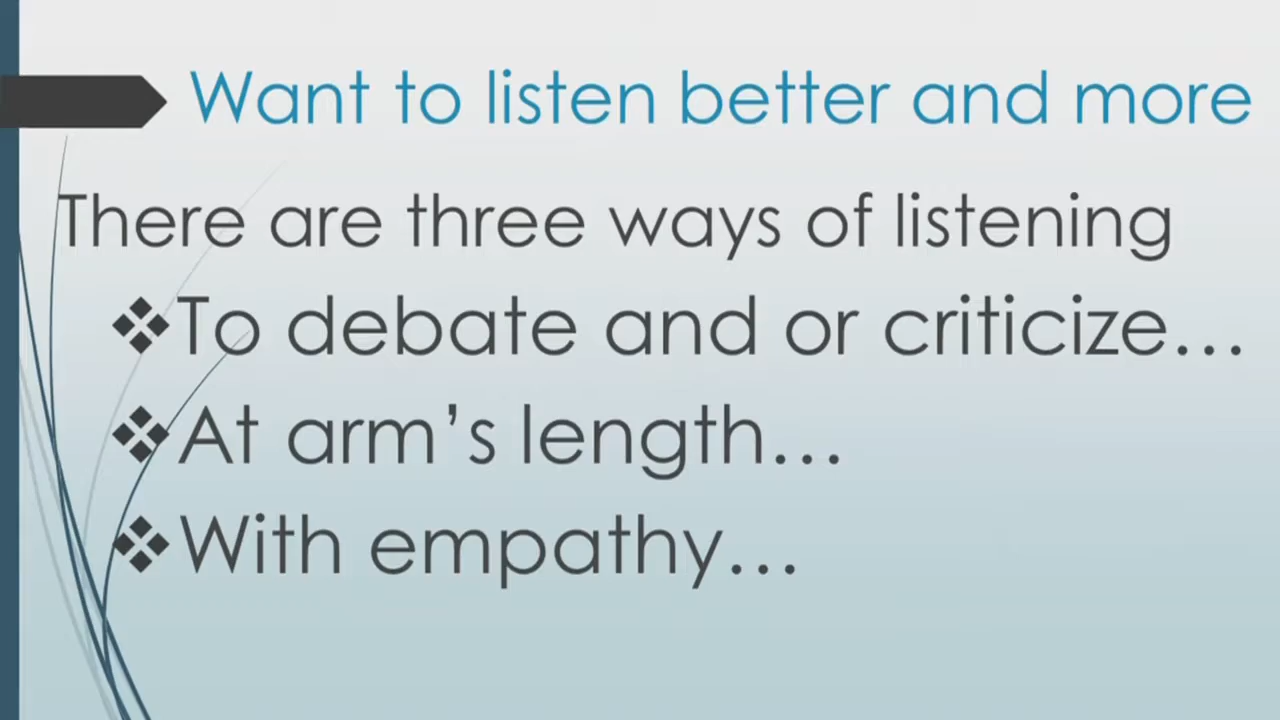 Want to listen better and more
There are three ways of listening
❖To debate and or criticize…
❖At arm’s length…
❖With empathy…